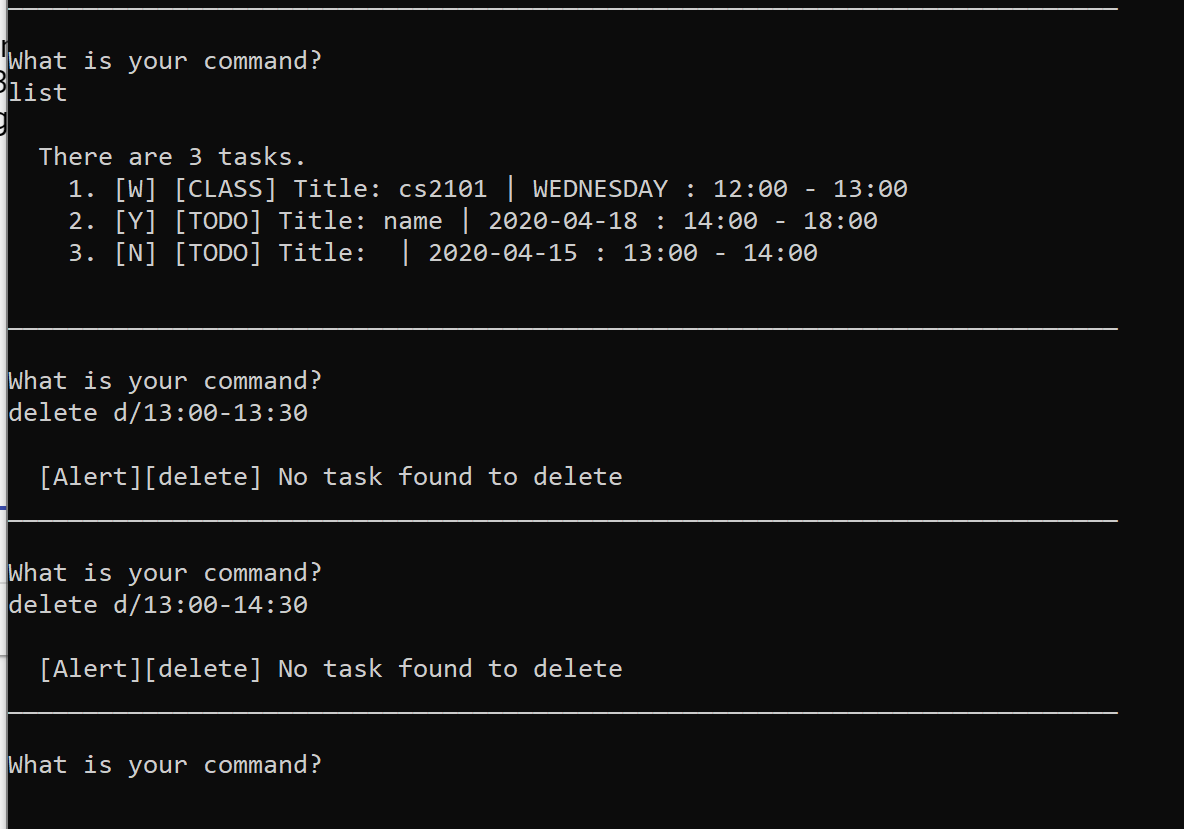 What is your command?
list
There are 3 tasks.
1. [W] [CLASS] Title: cs2101 | WEDNESDAY : 12:00 - 13:00
2. [Y] [TODO] Title: name | 2020-04-18 : 14:00 - 18:00
3. [N] [TODO] Title:  | 2020-04-15 : 13:00 - 14:00
What is your command?
delete d/13:00-13:30
[Alert][delete] No task found to delete
What is your command?
delete d/13:00-14:30
[Alert][delete] No task found to delete
What is your command?